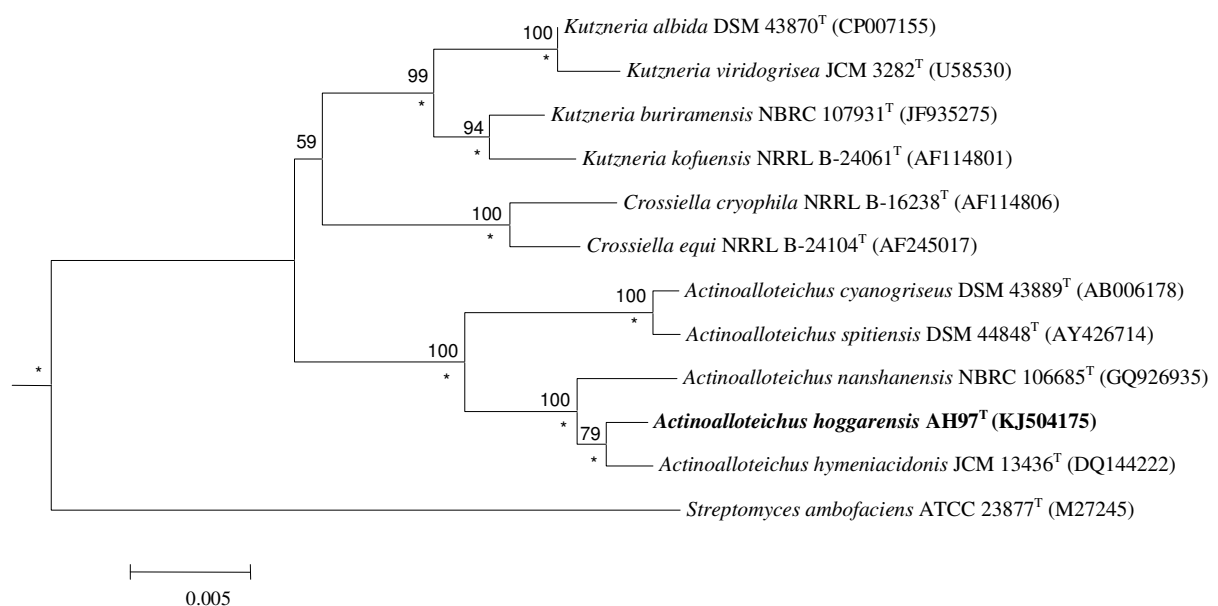 100 Kutzneria albida DSM 43870T (CP007155)
*
Kutzneria viridogrisea JCM 3282T (U58530)
99
*
Kutzneria buriramensis NBRC 107931T (JF935275)
94
*
59
Kutzneria kofuensis NRRL B-24061T (AF114801)
Crossiella cryophila NRRL B-16238T (AF114806)
100
*
Crossiella equi NRRL B-24104T (AF245017)
Actinoalloteichus cyanogriseus DSM 43889T (AB006178)
100
*
Actinoalloteichus spitiensis DSM 44848T (AY426714)
100
*
*
Actinoalloteichus nanshanensis NBRC 106685T (GQ926935)
100
*
Actinoalloteichus hoggarensis AH97T (KJ504175)
79
*
Actinoalloteichus hymeniacidonis JCM 13436T (DQ144222)
Streptomyces ambofaciens ATCC 23877T (M27245)
0.005